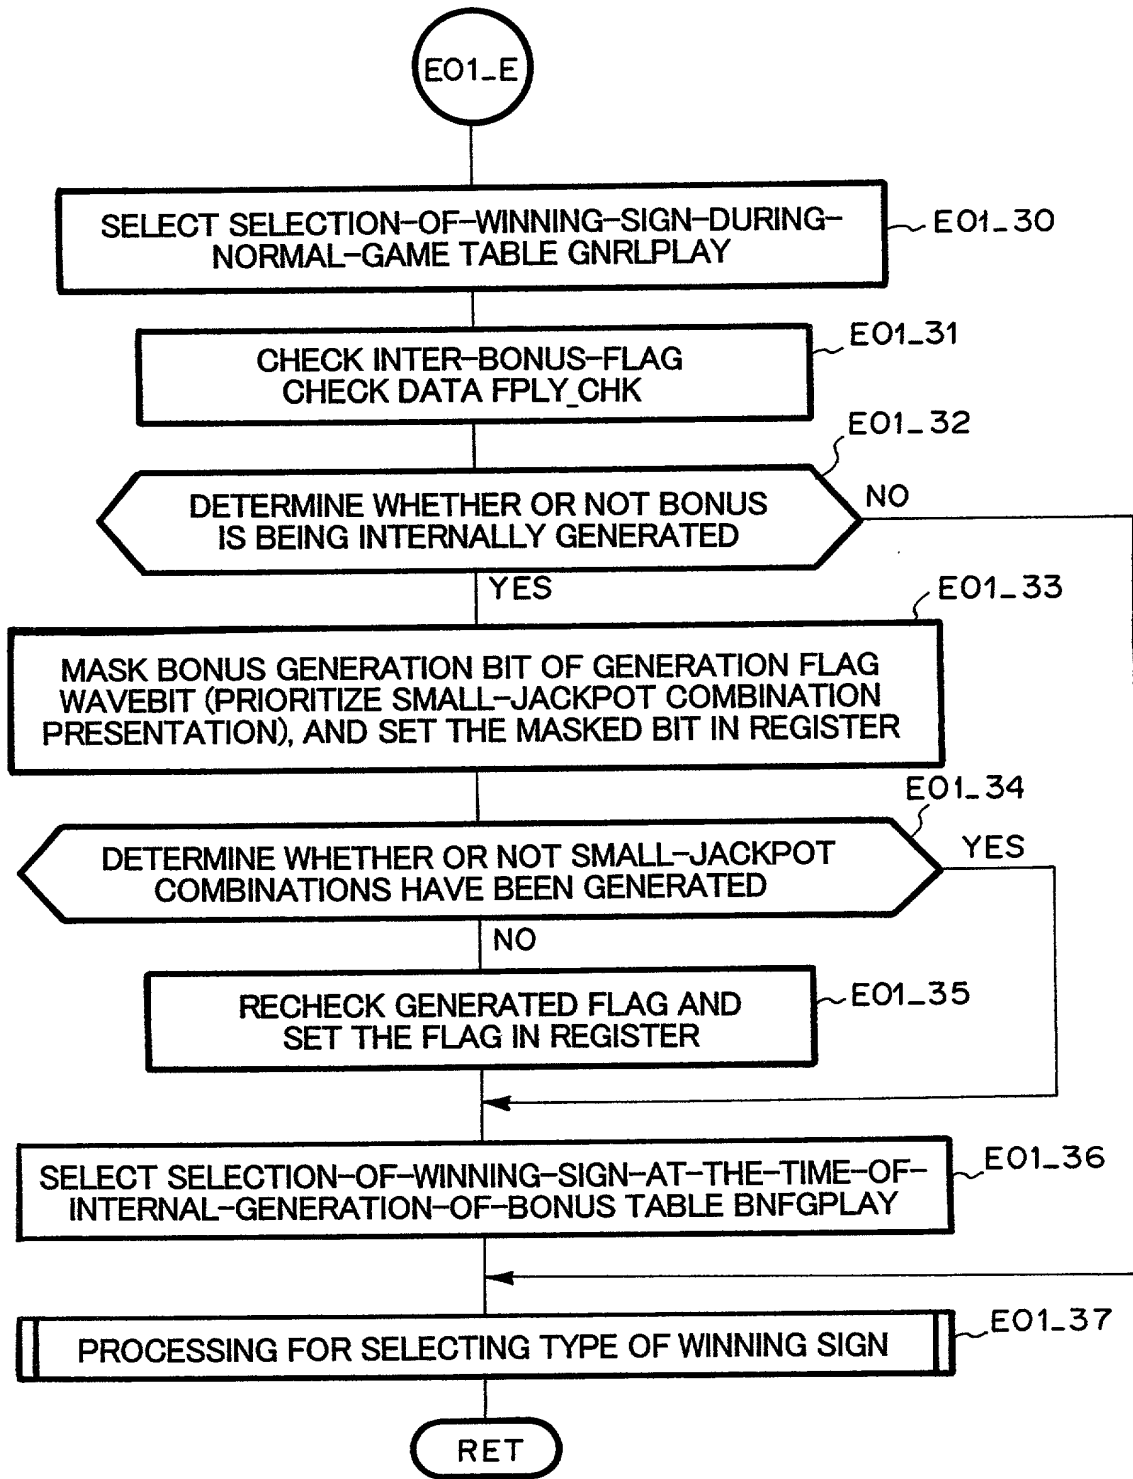 E01_E
SELECT SELECTION-OF-WINNING-SIGN-DURING-
NORMAL-GAME TABLE GNRLPLAY
E01_30
CHECK INTER-BONUS-FLAG
CHECK DATA FPLY_CHK
E01_31
DETERMINE WHETHER OR NOT BONUS
IS BEING INTERNALLY GENERATED
E01_32
NO
YES
MASK BONUS GENERATION BIT OF GENERATION FLAG
WAVEBIT (PRIORITIZE SMALL-JACKPOT COMBINATION
PRESENTATION), AND SET THE MASKED BIT IN REGISTER
E01_33
DETERMINE WHETHER OR NOT SMALL-JACKPOT
COMBINATIONS HAVE BEEN GENERATED
E01_34
YES
NO
RECHECK GENERATED FLAG AND
SET THE FLAG IN REGISTER
E01_35
SELECT SELECTION-OF-WINNING-SIGN-AT-THE-TIME-OF-
INTERNAL-GENERATION-OF-BONUS TABLE BNFGPLAY
E01_36
PROCESSING FOR SELECTING TYPE OF WINNING SIGN
E01_37
RET